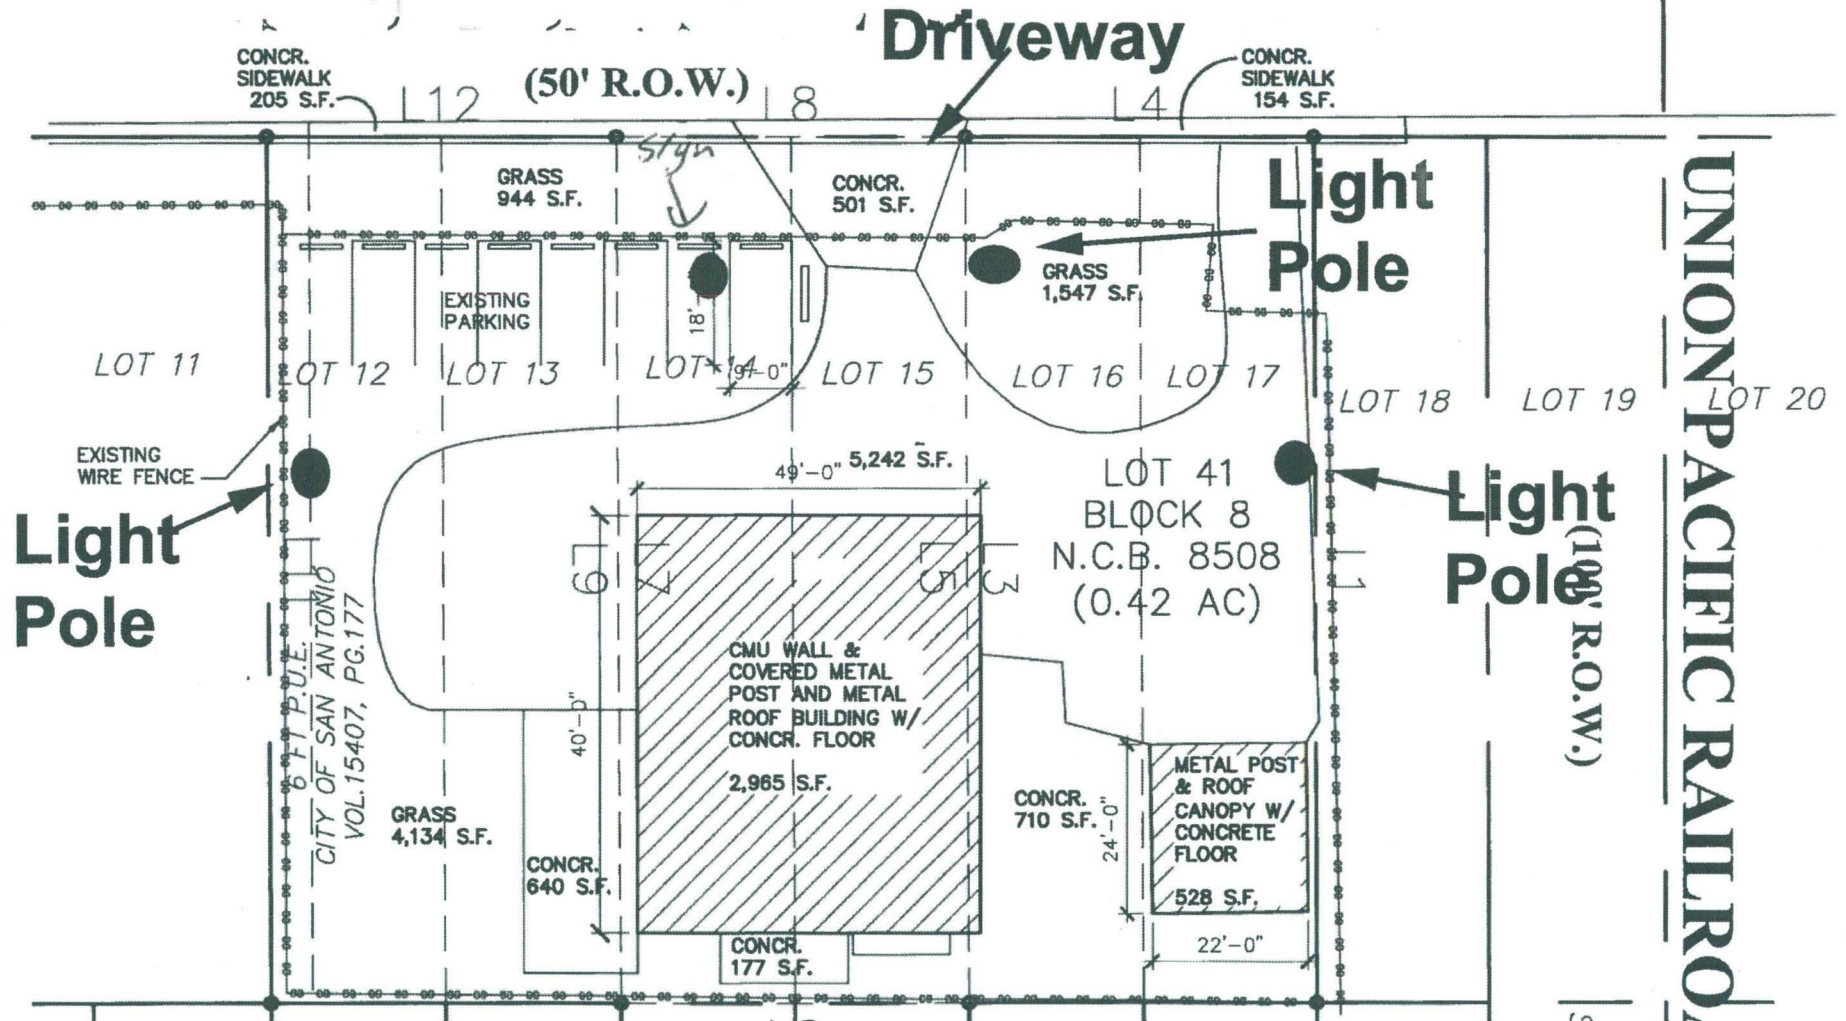 Driveway
CONCR.
SIDEWALK
205 S.F.
(50' R.O.W.)
L12
L8
L4
CONCR.
SIDEWALK
154 S.F.
Sign
GRASS
944 S.F.
CONCR.
501 S.F.
Light
Pole
GRASS
1,547 S.F.
EXISTING
PARKING
18'
9'-0"
LOT 11
LOT 12
LOT 13
LOT 14
LOT 15
LOT 16
LOT 17
LOT 18
LOT 19
LOT 20
EXISTING
WIRE FENCE
Light
Pole
49'-0"
5,242 S.F.
LOT 41
BLOCK 8
N.C.B. 8508
(0.42 AC)
Light
Pole
(100' R.O.W.)
UNION PACIFIC RAILRO
L9
L7
L5
L3
L1
6 FT P.U.E.
CITY OF SAN ANTONIO
VOL.15407, PG.177
40'-0"
CMU WALL &
COVERED METAL
POST AND METAL
ROOF BUILDING W/
CONCR. FLOOR
2,965 S.F.
GRASS
4,134 S.F.
CONCR.
640 S.F.
CONCR.
177 S.F.
CONCR.
710 S.F.
24'-0"
METAL POST
& ROOF
CANOPY W/
CONCRETE
FLOOR
528 S.F.
22'-0"